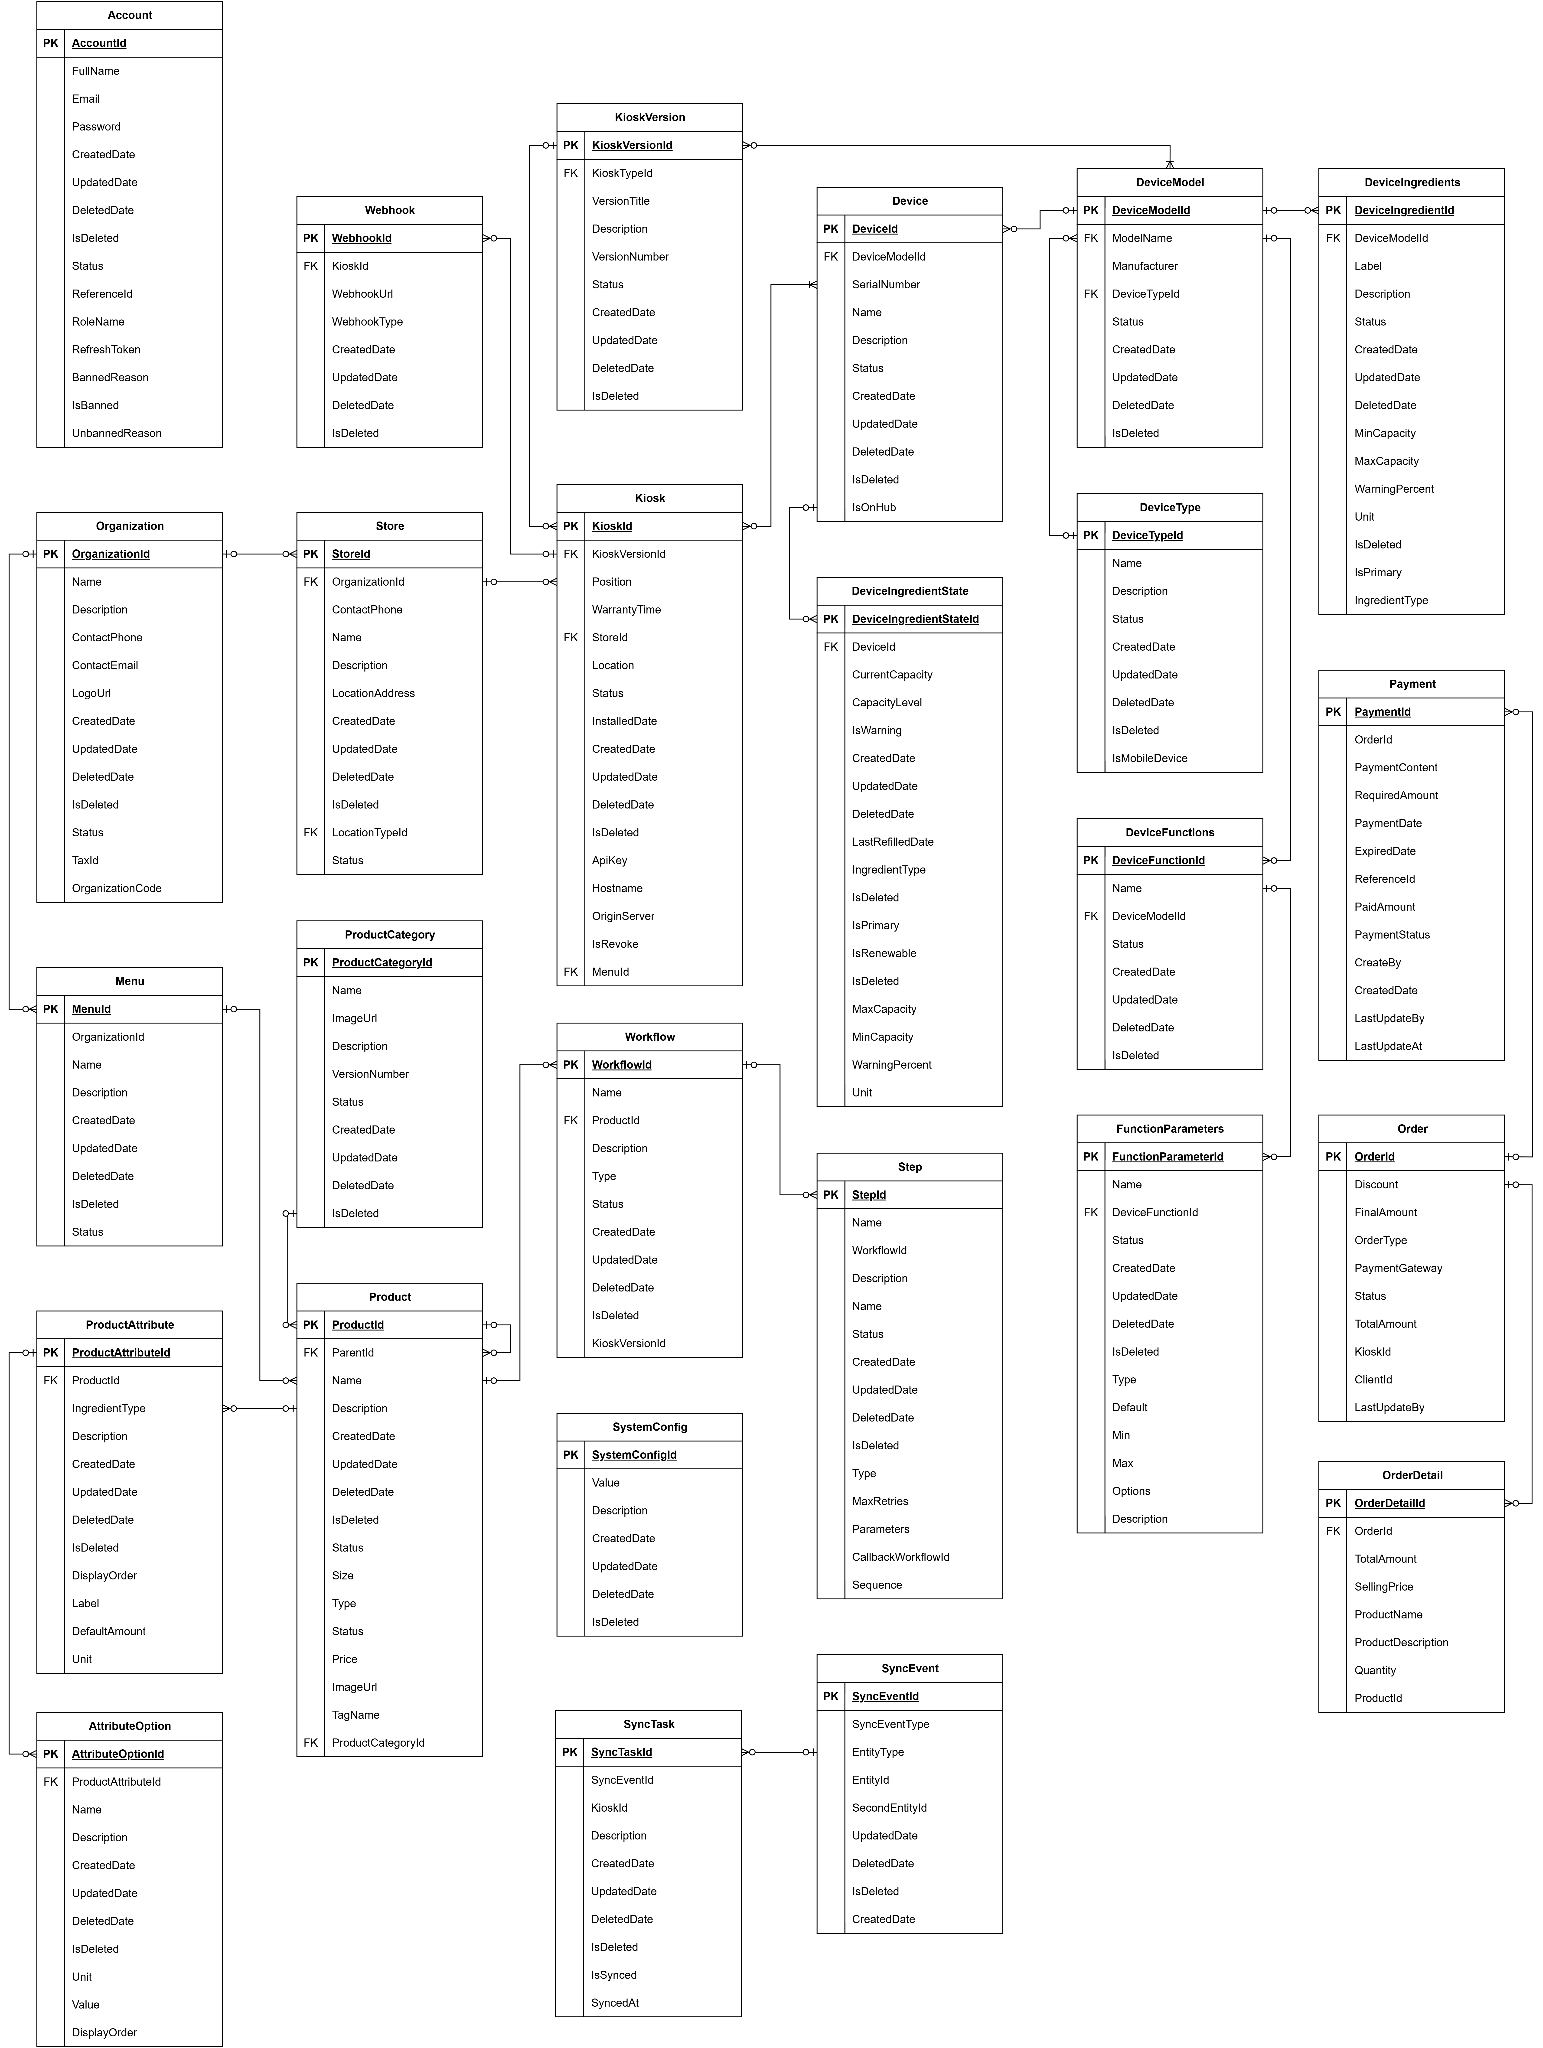 Account
PK AccountId
FullName
Email
Password
CreatedDate
UpdatedDate
DeletedDate
IsDeleted
Status
ReferenceId
RoleName
RefreshToken
BannedReason
IsBanned
UnbannedReason
Webhook
PK WebhookId
FK KioskId
WebhookUrl
WebhookType
CreatedDate
UpdatedDate
DeletedDate
IsDeleted
KioskVersion
PK KioskVersionId
FK KioskTypeId
VersionTitle
Description
VersionNumber
Status
CreatedDate
UpdatedDate
DeletedDate
IsDeleted
Device
PK DeviceId
FK DeviceModelId
SerialNumber
Name
Description
Status
CreatedDate
UpdatedDate
DeletedDate
IsDeleted
IsOnHub
DeviceModel
PK DeviceModelId
FK ModelName
Manufacturer
FK DeviceTypeId
Status
CreatedDate
UpdatedDate
DeletedDate
IsDeleted
DeviceIngredients
PK DeviceIngredientId
FK DeviceModelId
Label
Description
Status
CreatedDate
UpdatedDate
DeletedDate
MinCapacity
MaxCapacity
WarningPercent
Unit
IsDeleted
IsPrimary
IngredientType
Organization
PK OrganizationId
Name
Description
ContactPhone
ContactEmail
LogoUrl
CreatedDate
UpdatedDate
DeletedDate
IsDeleted
Status
TaxId
OrganizationCode
Store
PK StoreId
FK OrganizationId
ContactPhone
Name
Description
LocationAddress
CreatedDate
UpdatedDate
DeletedDate
IsDeleted
FK LocationTypeId
Status
Kiosk
PK KioskId
FK KioskVersionId
Position
WarrantyTime
FK StoreId
Location
Status
InstalledDate
CreatedDate
UpdatedDate
DeletedDate
IsDeleted
ApiKey
Hostname
OriginServer
IsRevoke
FK MenuId
DeviceIngredientState
PK DeviceIngredientStateId
FK DeviceId
CurrentCapacity
CapacityLevel
IsWarning
CreatedDate
UpdatedDate
DeletedDate
LastRefilledDate
IngredientType
IsDeleted
IsPrimary
IsRenewable
IsDeleted
MaxCapacity
MinCapacity
WarningPercent
Unit
DeviceType
PK DeviceTypeId
Name
Description
Status
CreatedDate
UpdatedDate
DeletedDate
IsDeleted
IsMobileDevice
Payment
PK PaymentId
OrderId
PaymentContent
RequiredAmount
PaymentDate
ExpiredDate
ReferenceId
PaidAmount
PaymentStatus
CreateBy
CreatedDate
LastUpdateBy
LastUpdateAt
DeviceFunctions
PK DeviceFunctionId
Name
FK DeviceModelId
Status
CreatedDate
UpdatedDate
DeletedDate
IsDeleted
Menu
PK MenuId
OrganizationId
Name
Description
CreatedDate
UpdatedDate
DeletedDate
IsDeleted
Status
ProductCategory
PK ProductCategoryId
Name
ImageUrl
Description
VersionNumber
Status
CreatedDate
UpdatedDate
DeletedDate
IsDeleted
Workflow
PK WorkflowId
Name
FK ProductId
Description
Type
Status
CreatedDate
UpdatedDate
DeletedDate
IsDeleted
KioskVersionId
Step
PK StepId
Name
WorkflowId
Description
Name
Status
CreatedDate
UpdatedDate
DeletedDate
IsDeleted
Type
MaxRetries
Parameters
CallbackWorkflowId
Sequence
FunctionParameters
PK FunctionParameterId
Name
FK DeviceFunctionId
Status
CreatedDate
UpdatedDate
DeletedDate
IsDeleted
Type
Default
Min
Max
Options
Description
Order
PK OrderId
Discount
FinalAmount
OrderType
PaymentGateway
Status
TotalAmount
KioskId
ClientId
LastUpdateBy
ProductAttribute
PK ProductAttributeId
FK ProductId
IngredientType
Description
CreatedDate
UpdatedDate
DeletedDate
IsDeleted
DisplayOrder
Label
DefaultAmount
Unit
Product
PK ProductId
FK ParentId
Name
Description
CreatedDate
UpdatedDate
DeletedDate
IsDeleted
Status
Size
Type
Status
Price
ImageUrl
TagName
FK ProductCategoryId
SystemConfig
PK SystemConfigId
Value
Description
CreatedDate
UpdatedDate
DeletedDate
IsDeleted
OrderDetail
PK OrderDetailId
FK OrderId
TotalAmount
SellingPrice
ProductName
ProductDescription
Quantity
ProductId
AttributeOption
PK AttributeOptionId
FK ProductAttributeId
Name
Description
CreatedDate
UpdatedDate
DeletedDate
IsDeleted
Unit
Value
DisplayOrder
SyncTask
PK SyncTaskId
SyncEventId
KioskId
Description
CreatedDate
UpdatedDate
DeletedDate
IsDeleted
IsSynced
SyncedAt
SyncEvent
PK SyncEventId
SyncEventType
EntityType
EntityId
SecondEntityId
UpdatedDate
DeletedDate
IsDeleted
CreatedDate